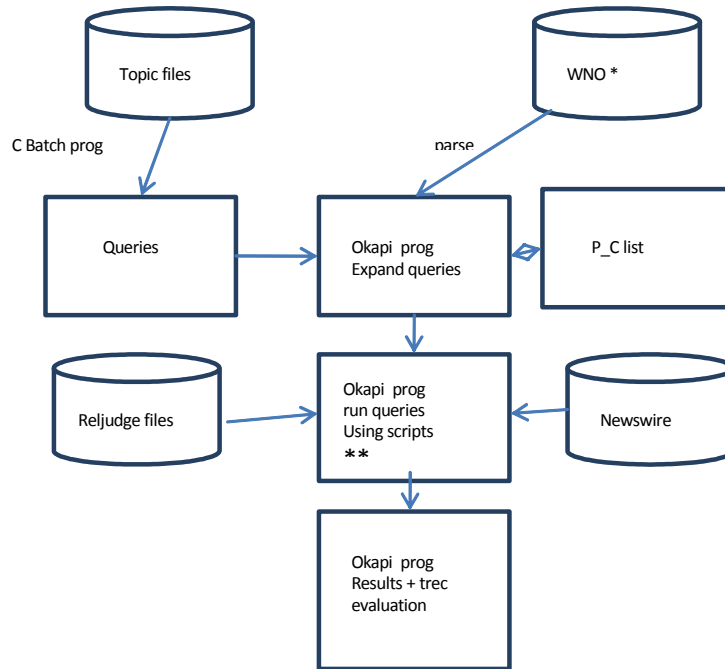 Topic files
WNO *
C Batch prog
parse
Queries
Okapi prog
Expand queries
P_C list
Reljudge files
Okapi prog
run queries
Using scripts
**
Newswire
Okapi prog
Results + trec
evaluation